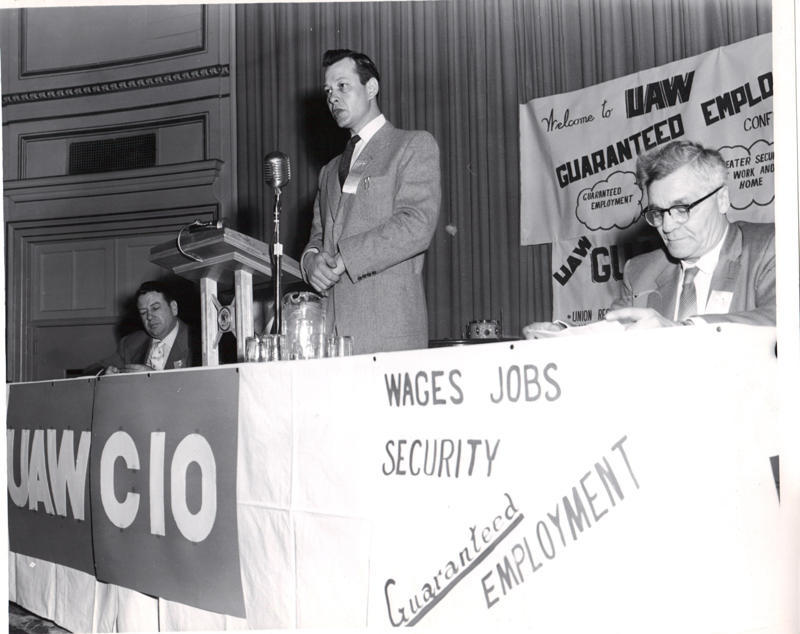 Welcome to UAW
GUARANTEED EMPLO
CONF
GUARANTEED
EMPLOYMENT
EATER SECU
WORK AND
HOME
UAW GU
UNION
UAW CIO
WAGES JOBS
SECURITY
Guaranteed
EMPLOYMENT